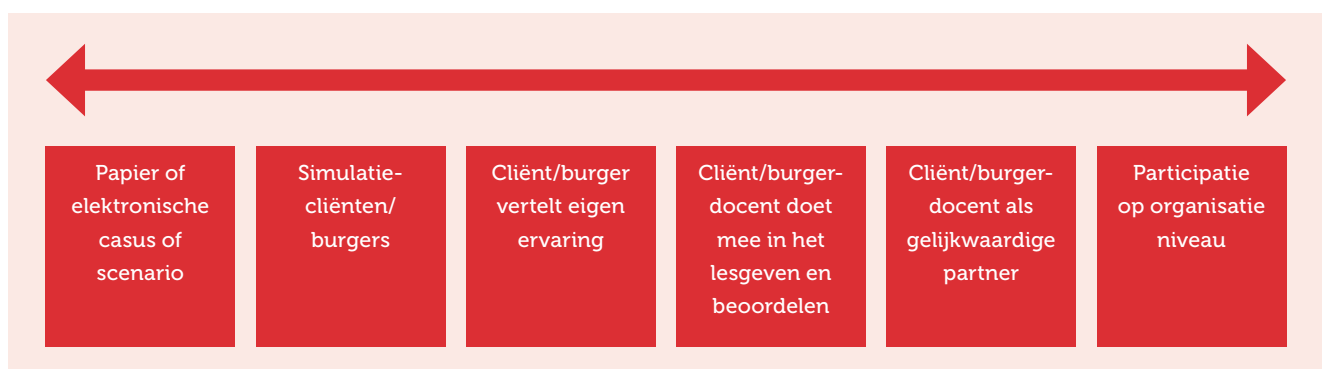 Papier of
elektronische
casus of
scenario
Simulatie-
cliënten/
burgers
Cliënt/burger
vertelt eigen
ervaring
Cliënt/burger-
docent doet
mee in het
lesgeven en
beoordelen
Cliënt/burger-
docent als
gelijkwaardige
partner
Participatie
op organisatie
niveau